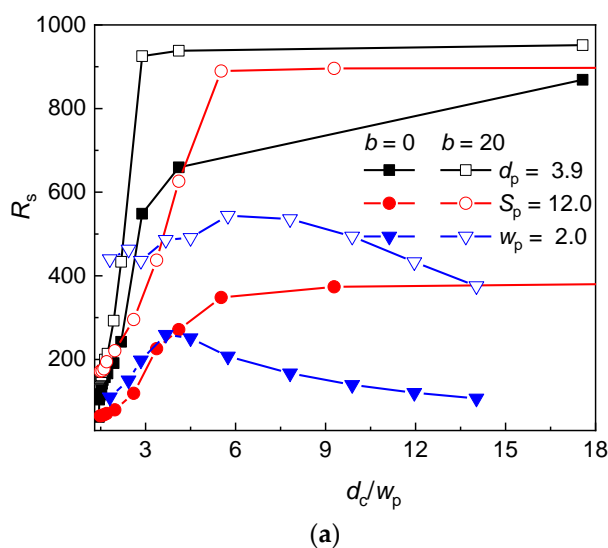 1000
800
600
400
200
3
6
9
12
15
18
R_s
d_c/w_p
b = 0 b = 20
d_p = 3.9
S_p = 12.0
w_p = 2.0
(a)